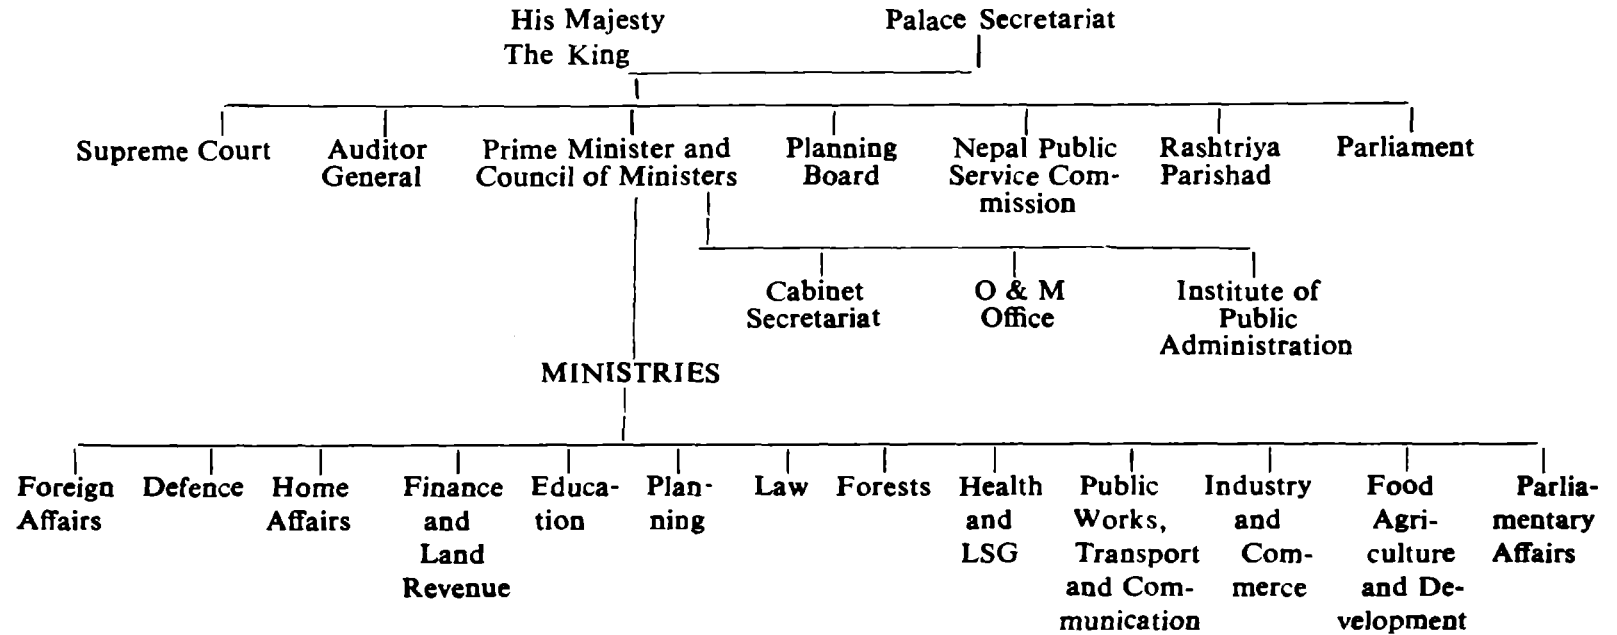 His Majesty
The King
Palace Secretariat
Supreme Court
Auditor
General
Prime Minister and
Council of Ministers
Planning
Board
Nepal Public
Service Com-
mission
Rashtriya
Parishad
Parliament
Cabinet
Secretariat
O & M
Office
Institute of
Public
Administration
MINISTRIES
Foreign
Affairs
Defence
Home
Affairs
Finance
and
Land
Revenue
Educa-
tion
Plan-
ning
Law
Forests
Health
and
LSG
Public
Works,
Transport
and Com-
munication
Industry
and
Com-
merce
Food
Agri-
culture
and De-
velopment
Parlia-
mentary
Affairs